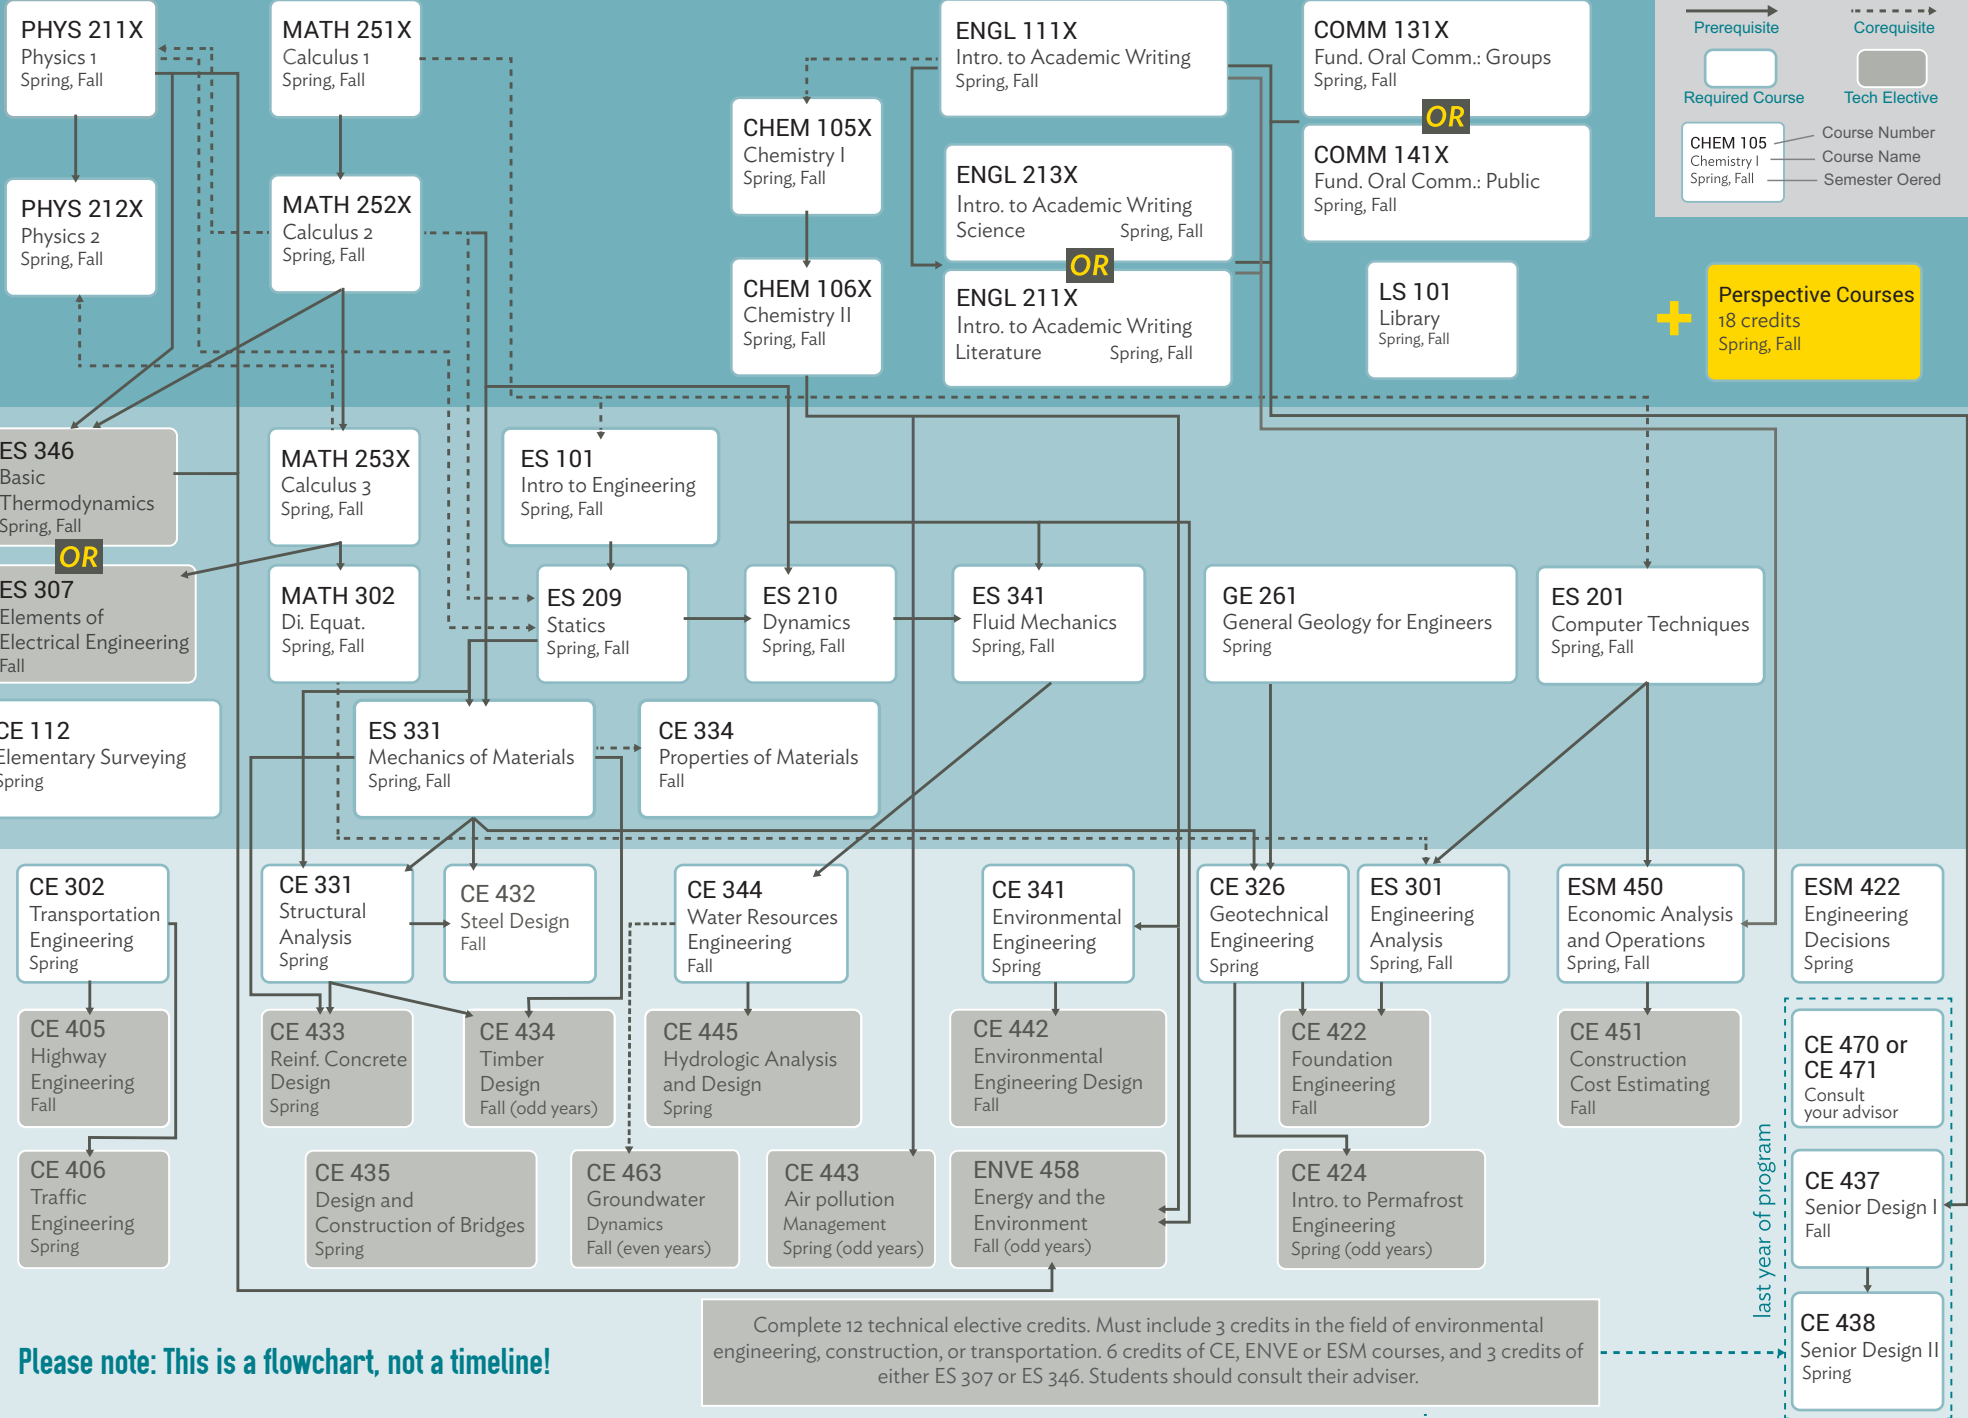 PHYS 211X
Physics 1
Spring, Fall
MATH 251X
Calculus 1
Spring, Fall
ENGL 111X
Intro. to Academic Writing
Spring, Fall
COMM 131X
Fund. Oral Comm.: Groups
Spring, Fall
OR
COMM 141X
Fund. Oral Comm.: Public
Spring, Fall
Prerequisite
Corequisite
Required Course
Tech Elective
CHEM 105
Chemistry I
Spring, Fall
Course Number
Course Name
Semester Oered
CHEM 105X
Chemistry I
Spring, Fall
ENGL 213X
Intro. to Academic Writing
Science Spring, Fall
OR
ENGL 211X
Intro. to Academic Writing
Literature Spring, Fall
PHYS 212X
Physics 2
Spring, Fall
MATH 252X
Calculus 2
Spring, Fall
CHEM 106X
Chemistry II
Spring, Fall
LS 101
Library
Spring, Fall
+
Perspective Courses
18 credits
Spring, Fall
ES 346
Basic
Thermodynamics
Spring, Fall
OR
ES 307
Elements of
Electrical Engineering
Fall
MATH 253X
Calculus 3
Spring, Fall
ES 101
Intro to Engineering
Spring, Fall
MATH 302
Di. Equat.
Spring, Fall
ES 209
Statics
Spring, Fall
ES 210
Dynamics
Spring, Fall
ES 341
Fluid Mechanics
Spring, Fall
GE 261
General Geology for Engineers
Spring
ES 201
Computer Techniques
Spring, Fall
CE 112
Elementary Surveying
Spring
ES 331
Mechanics of Materials
Spring, Fall
CE 334
Properties of Materials
Fall
CE 302
Transportation
Engineering
Spring
CE 331
Structural
Analysis
Spring
CE 432
Steel Design
Fall
CE 344
Water Resources
Engineering
Fall
CE 341
Environmental
Engineering
Spring
CE 326
Geotechnical
Engineering
Spring
ES 301
Engineering
Analysis
Spring, Fall
ESM 450
Economic Analysis
and Operations
Spring, Fall
ESM 422
Engineering
Decisions
Spring
CE 405
Highway
Engineering
Fall
CE 433
Reinf. Concrete
Design
Spring
CE 434
Timber
Design
Fall (odd years)
CE 445
Hydrologic Analysis
and Design
Spring
CE 442
Environmental
Engineering Design
Fall
CE 422
Foundation
Engineering
Fall
CE 451
Construction
Cost Estimating
Fall
CE 470 or
CE 471
Consult
your advisor
CE 406
Traffic
Engineering
Spring
CE 435
Design and
Construction of Bridges
Spring
CE 463
Groundwater
Dynamics
Fall (even years)
CE 443
Air pollution
Management
Spring (odd years)
ENVE 458
Energy and the
Environment
Fall (odd years)
CE 424
Intro. to Permafrost
Engineering
Spring (odd years)
last year of program
CE 437
Senior Design I
Fall
CE 438
Senior Design II
Spring
Please note: This is a flowchart, not a timeline!
Complete 12 technical elective credits. Must include 3 credits in the field of environmental
engineering, construction, or transportation. 6 credits of CE, ENVE or ESM courses, and 3 credits of
either ES 307 or ES 346. Students should consult their adviser.